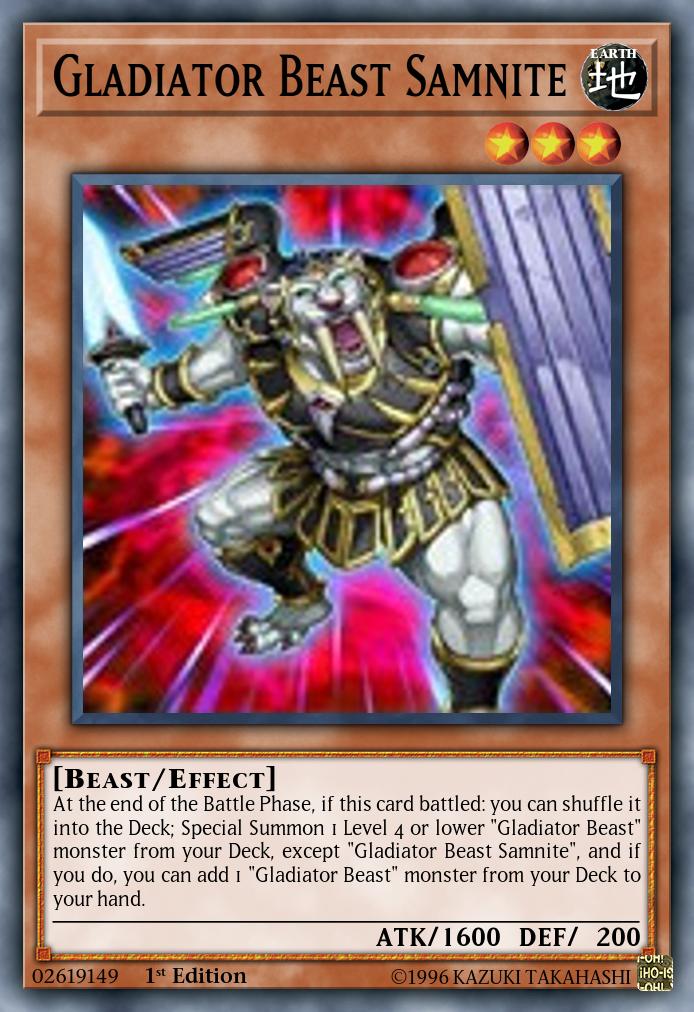 GLADIATOR BEAST SAMNITE
EARTH
地
[BEAST/EFFECT]
At the end of the Battle Phase, if this card battled: you can shuffle it
into the Deck; Special Summon 1 Level 4 or lower "Gladiator Beast"
monster from your Deck, except "Gladiator Beast Samnite", and if
you do, you can add 1 "Gladiator Beast" monster from your Deck to
your hand.
ATK/1600 DEF/ 200
02619149 1st Edition ©1996 KAZUKI TAKAHASHI